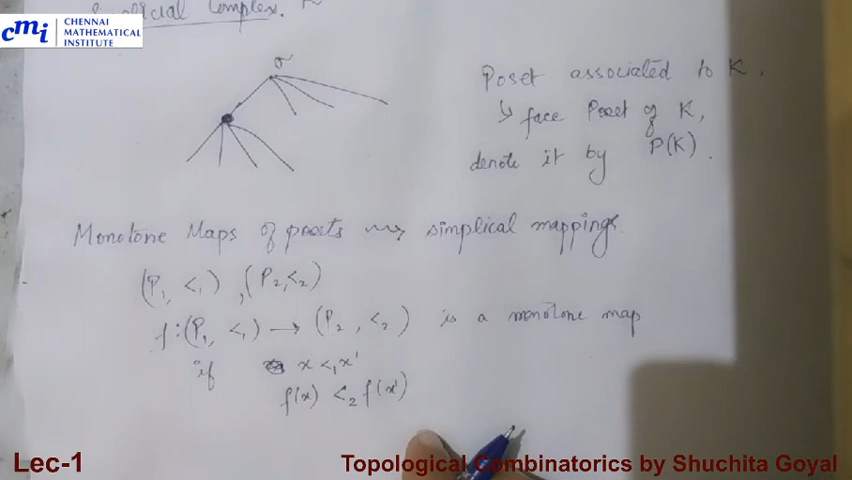 Complex. K
cmi CHENNAI
MATHEMATICAL
INSTITUTE
σ
Poset associated to K.
↳ face Poset of K,
denote it by P(K).
Monotone Maps of posets ⇝ simplical mappings.
(P₁, <₁), (P₂, <₂)
f: (P₁, <₁) → (P₂, <₂) is a monotone map
if x <₁ x'
f(x) <₂ f(x')
Lec-1
Topological Combinatorics by Shuchita Goyal